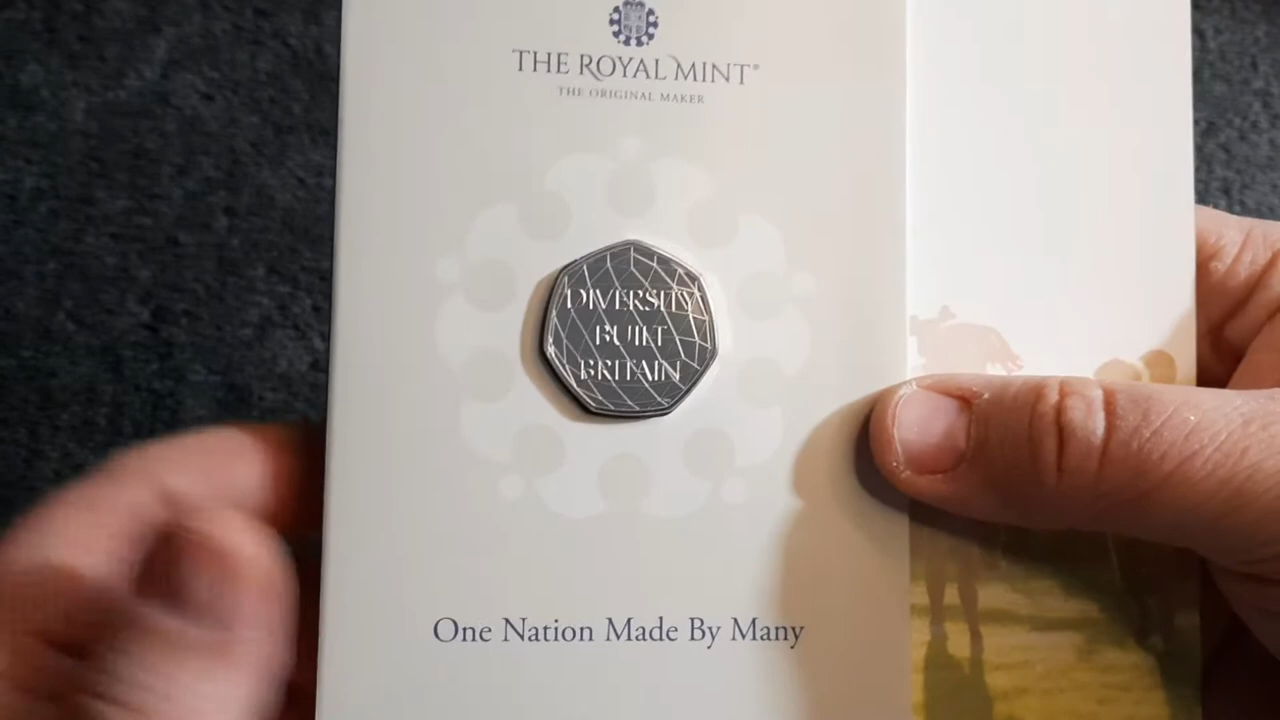 THE ROYAL MINT®
THE ORIGINAL MAKER
DIVERSITY
BUILT
BRITAIN
One Nation Made By Many